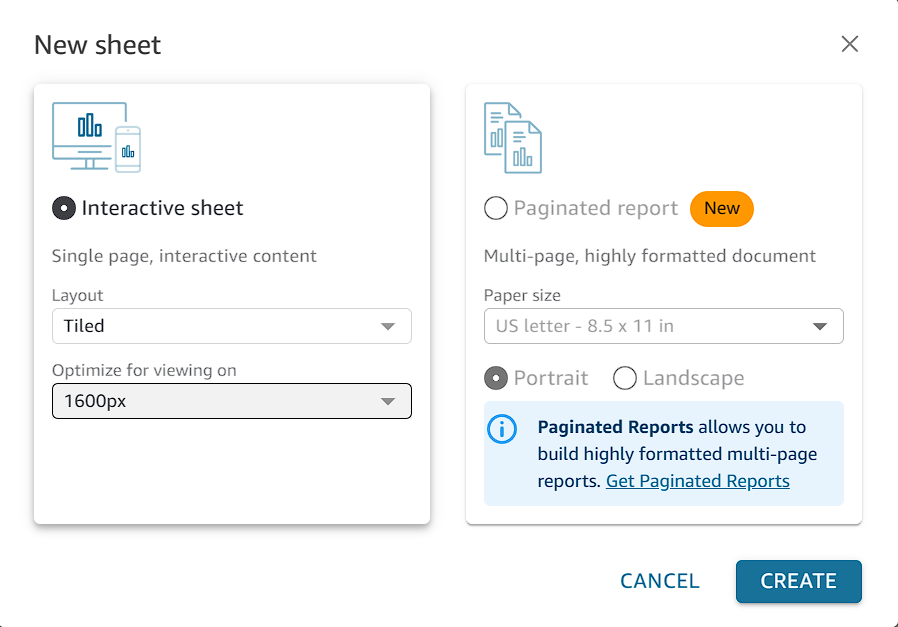 New sheet
Interactive sheet
Single page, interactive content
Layout
Tiled
Optimize for viewing on
1600px
Paginated report New
Multi-page, highly formatted document
Paper size
US letter - 8.5 x 11 in
Portrait Landscape
Paginated Reports allows you to
build highly formatted multi-page
reports. Get Paginated Reports
CANCEL CREATE